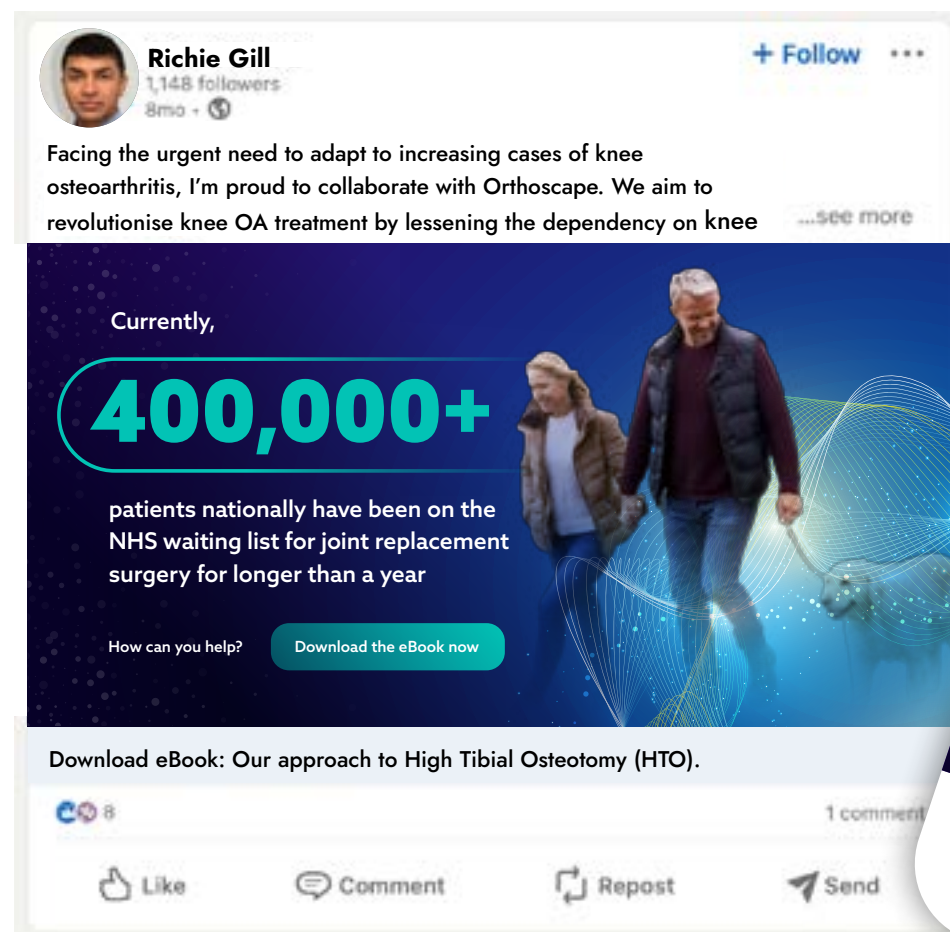 Richie Gill
+ Follow
1,148 followers
8mo •
Facing the urgent need to adapt to increasing cases of knee
osteoarthritis, I'm proud to collaborate with Orthoscape. We aim to
revolutionise knee OA treatment by lessening the dependency on knee
...see more
Currently,
400,000+
patients nationally have been on the
NHS waiting list for joint replacement
surgery for longer than a year
How can you help?
Download the eBook now
Download eBook: Our approach to High Tibial Osteotomy (HTO).
8
1 comment
Like
Comment
Repost
Send